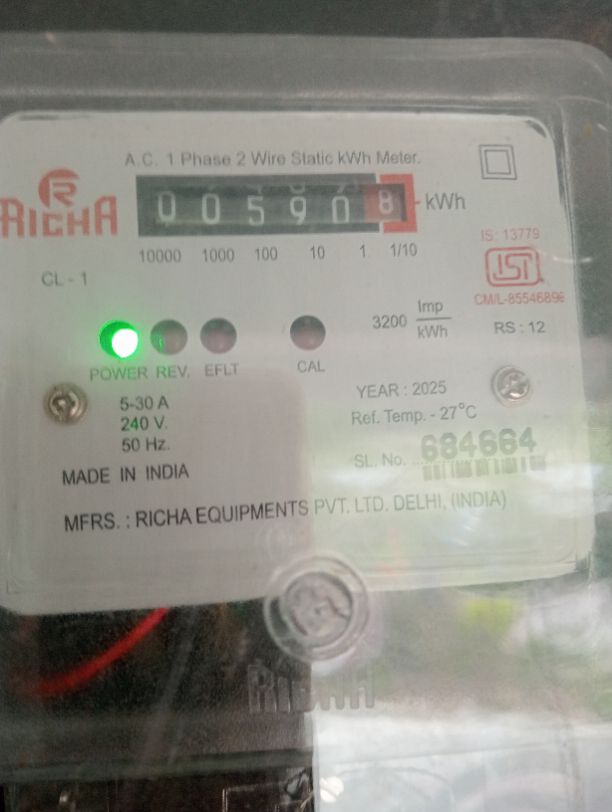 A.C. 1 Phase 2 Wire Static kWh Meter.
RICHA
0 0 5 9 0 8 kWh
10000 1000 100 10 1 1/10
IS: 13779
ISI
CM/L-85546896
CL - 1
3200 Imp/kWh
RS : 12
POWER REV. EFLT CAL
5-30 A
240 V.
50 Hz.
YEAR : 2025
Ref. Temp. - 27°C
SL. No. 684664
MADE IN INDIA
MFRS. : RICHA EQUIPMENTS PVT. LTD. DELHI, (INDIA)
RICHA